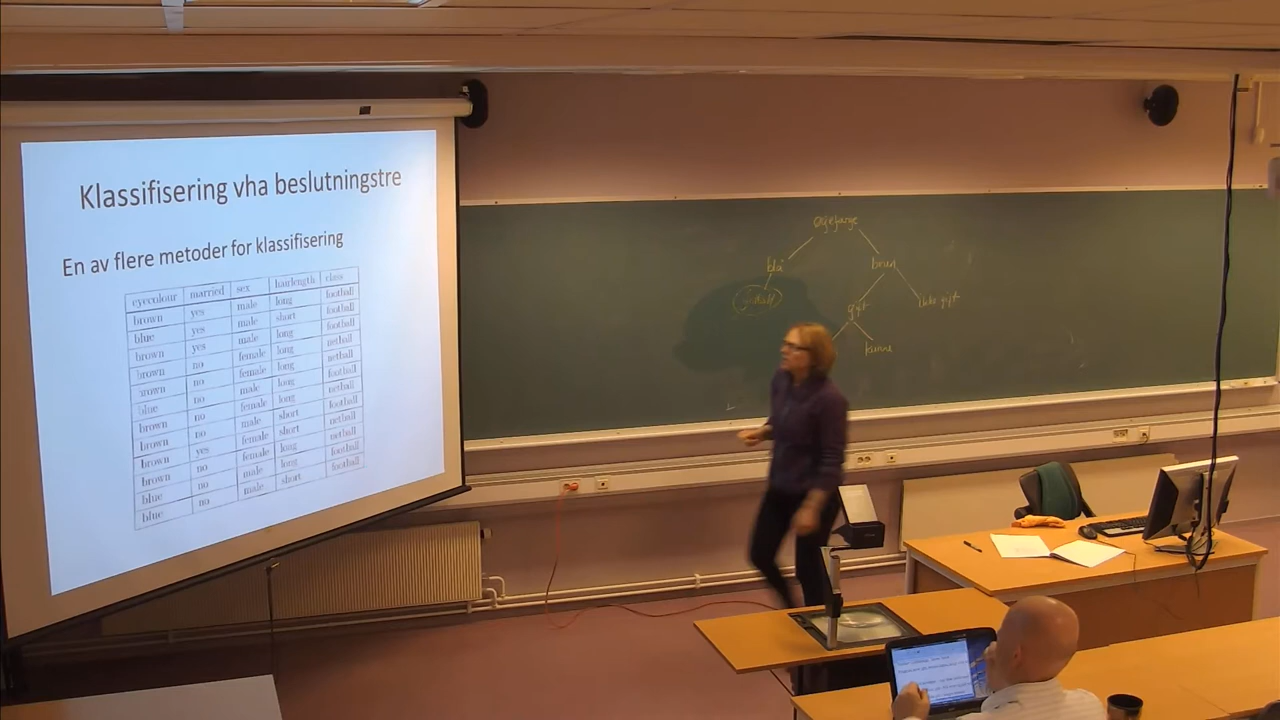 Klassifisering vha beslutningstre
En av flere metoder for klassifisering
eyecolour married sex hairlength class
brown yes male long football
blue yes male short football
brown yes male long football
brown no female long netball
brown no female long netball
blue no male long football
brown no female long netball
brown no male short football
brown yes female short netball
brown no female long netball
blue no male long football
blue no male short football
øyefarge
blå brun
gift ikke gift
kvinne